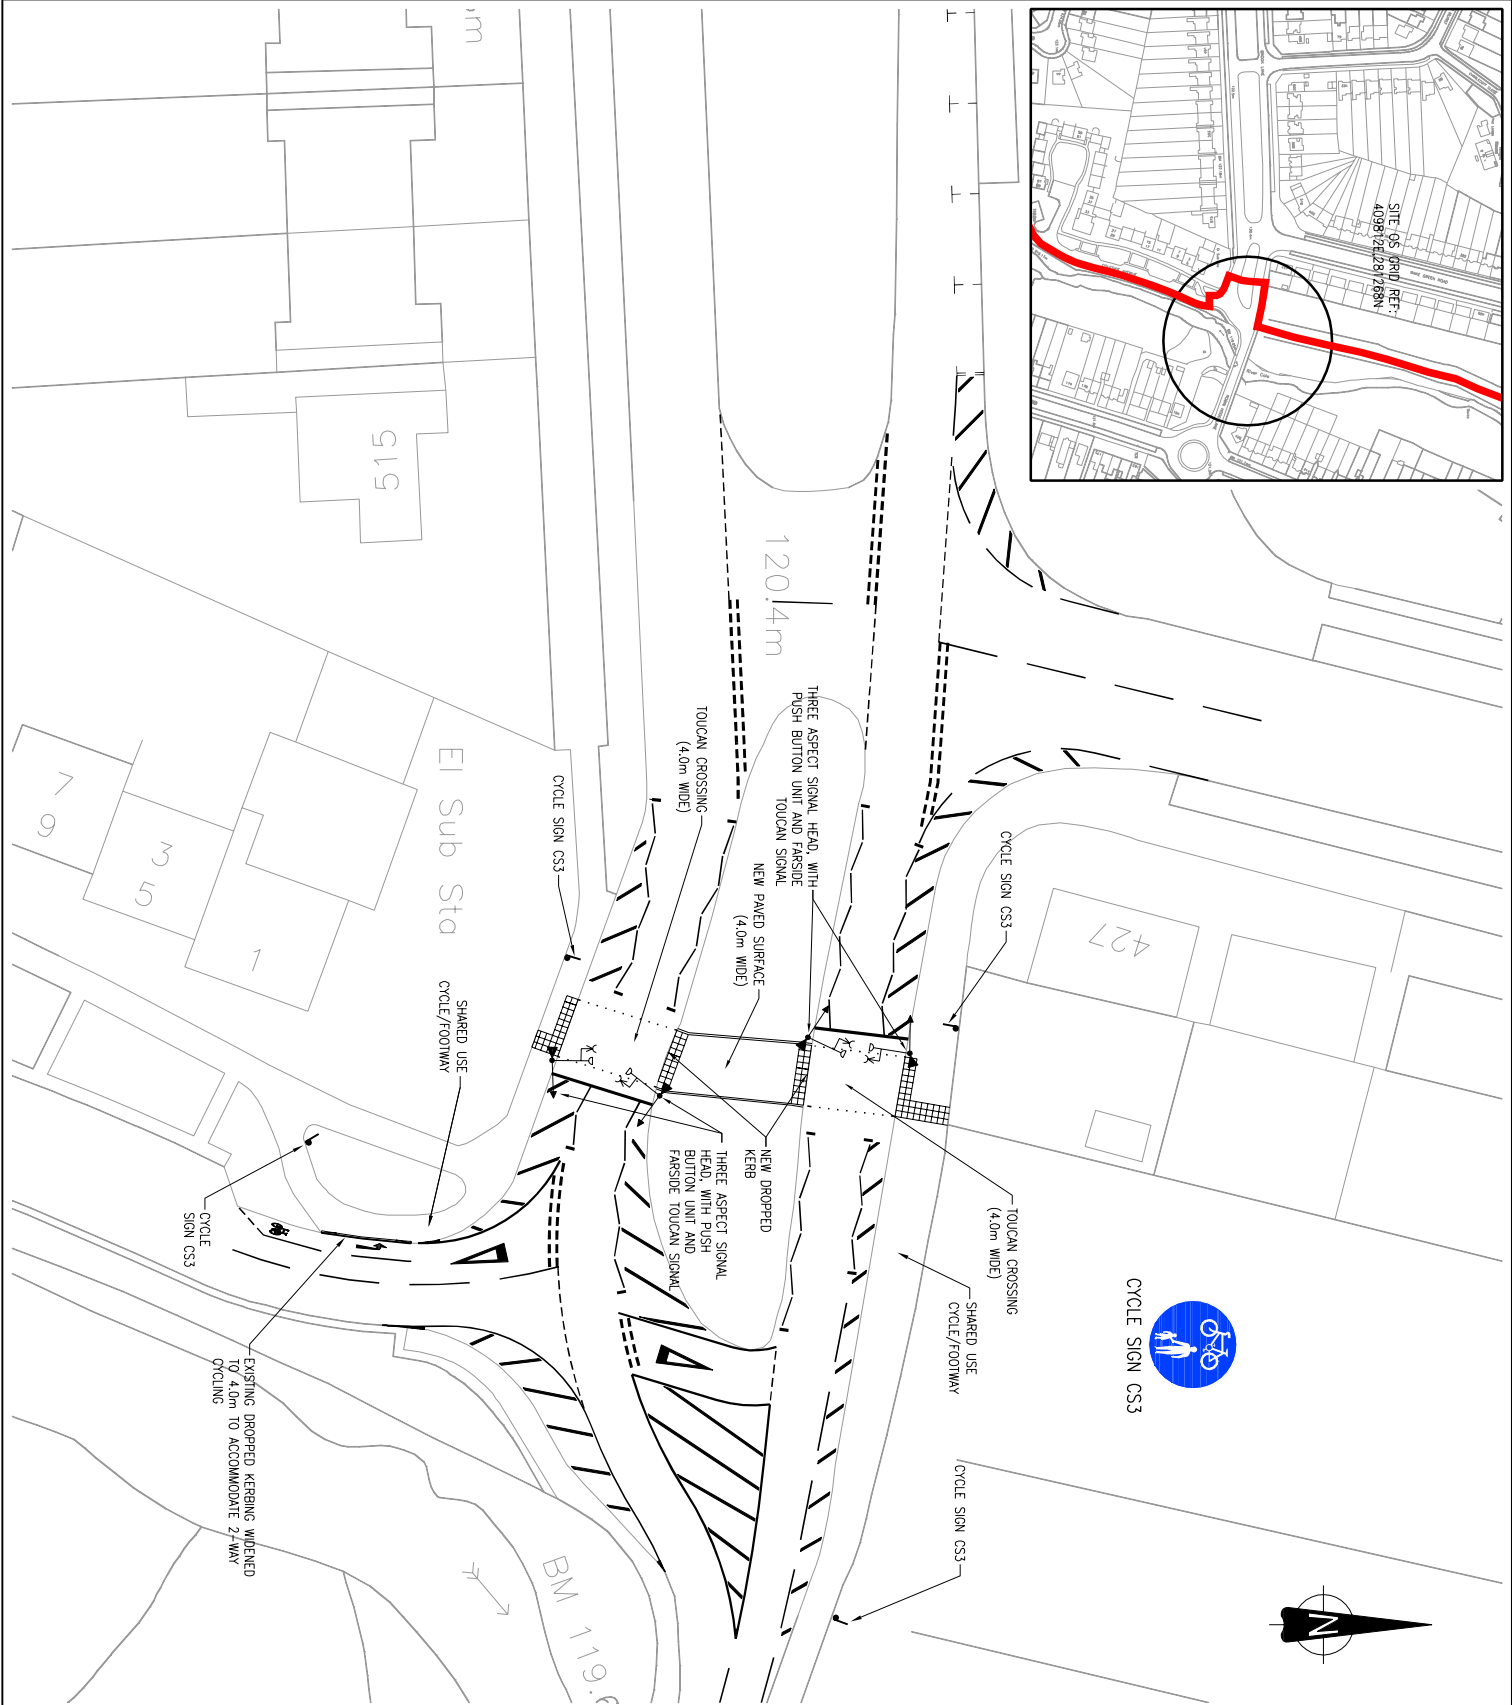 SITE OS GRID REF:
409812E,281268N
CYCLE SIGN CS3
CYCLE SIGN CS3
427
THREE ASPECT SIGNAL HEAD, WITH
PUSH BUTTON UNIT AND FARSIDE
TOUCAN SIGNAL
NEW PAVED SURFACE
(4.0m WIDE)
TOUCAN CROSSING
(4.0m WIDE)
CYCLE SIGN CS3
TOUCAN CROSSING
(4.0m WIDE)
SHARED USE
CYCLE/FOOTWAY
CYCLE SIGN CS3
NEW DROPPED
KERB
THREE ASPECT SIGNAL
HEAD, WITH PUSH
BUTTON UNIT AND
FARSIDE TOUCAN SIGNAL
SHARED USE
CYCLE/FOOTWAY
CYCLE
SIGN CS3
EXISTING DROPPED KERBING WIDENED
TO 4.0m TO ACCOMMODATE 2-WAY
CYCLING
120.4m
515
El Sub Sta
1
3
5
7
9
BM 119.6
N